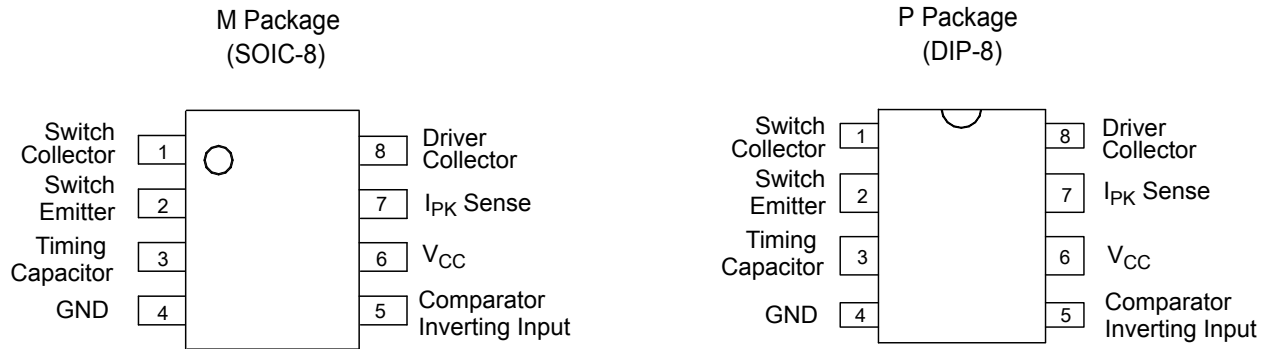 M Package
(SOIC-8)
Switch
Collector
1
Switch
Emitter
2
Timing
Capacitor
3
GND
4
8
Driver
Collector
7
IPK Sense
6
VCC
5
Comparator
Inverting Input
P Package
(DIP-8)
Switch
Collector
1
Switch
Emitter
2
Timing
Capacitor
3
GND
4
8
Driver
Collector
7
IPK Sense
6
VCC
5
Comparator
Inverting Input